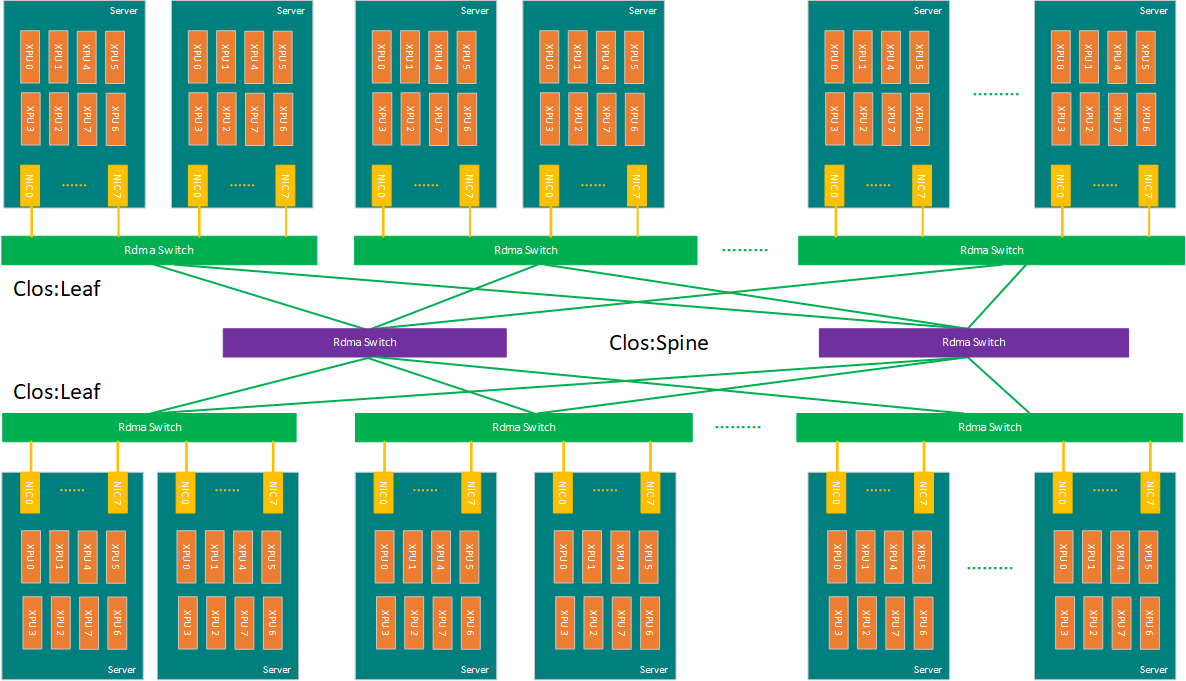 Server Server Server Server Server Server
XPU 0 XPU 1 XPU 4 XPU 5 XPU 0 XPU 1 XPU 4 XPU 5 XPU 0 XPU 1 XPU 4 XPU 5 XPU 0 XPU 1 XPU 4 XPU 5 XPU 0 XPU 1 XPU 4 XPU 5 XPU 0 XPU 1 XPU 4 XPU 5
.........
XPU 3 XPU 2 XPU 7 XPU 6 XPU 3 XPU 2 XPU 7 XPU 6 XPU 3 XPU 2 XPU 7 XPU 6 XPU 3 XPU 2 XPU 7 XPU 6 XPU 3 XPU 2 XPU 7 XPU 6 XPU 3 XPU 2 XPU 7 XPU 6
NIC 0 ...... NIC 7 NIC 0 ...... NIC 7 NIC 0 ...... NIC 7 NIC 0 ...... NIC 7 NIC 0 ...... NIC 7 NIC 0 ...... NIC 7
Rdma Switch Rdma Switch ......... Rdma Switch
Clos:Leaf
Rdma Switch Clos:Spine Rdma Switch
Clos:Leaf
Rdma Switch Rdma Switch ......... Rdma Switch
NIC 0 ...... NIC 7 NIC 0 ...... NIC 7 NIC 0 ...... NIC 7 NIC 0 ...... NIC 7 NIC 0 ...... NIC 7 NIC 0 ...... NIC 7
XPU 0 XPU 1 XPU 4 XPU 5 XPU 0 XPU 1 XPU 4 XPU 5 XPU 0 XPU 1 XPU 4 XPU 5 XPU 0 XPU 1 XPU 4 XPU 5 XPU 0 XPU 1 XPU 4 XPU 5 XPU 0 XPU 1 XPU 4 XPU 5
.........
XPU 3 XPU 2 XPU 7 XPU 6 XPU 3 XPU 2 XPU 7 XPU 6 XPU 3 XPU 2 XPU 7 XPU 6 XPU 3 XPU 2 XPU 7 XPU 6 XPU 3 XPU 2 XPU 7 XPU 6 XPU 3 XPU 2 XPU 7 XPU 6
Server Server Server Server Server Server